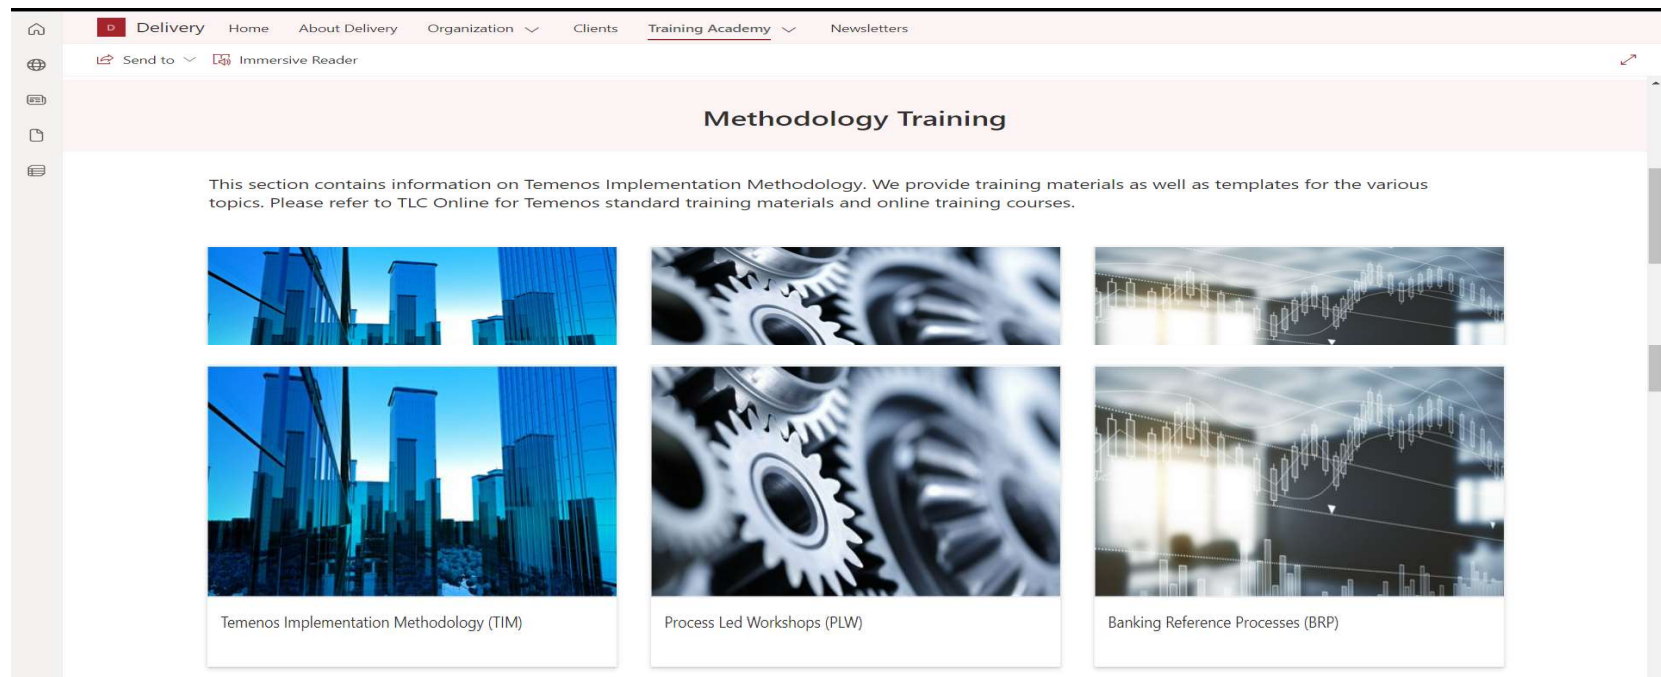 D Delivery Home About Delivery Organization Clients Training Academy Newsletters
Send to Immersive Reader
Methodology Training
This section contains information on Temenos Implementation Methodology. We provide training materials as well as templates for the various
topics. Please refer to TLC Online for Temenos standard training materials and online training courses.
Temenos Implementation Methodology (TIM)
Process Led Workshops (PLW)
Banking Reference Processes (BRP)